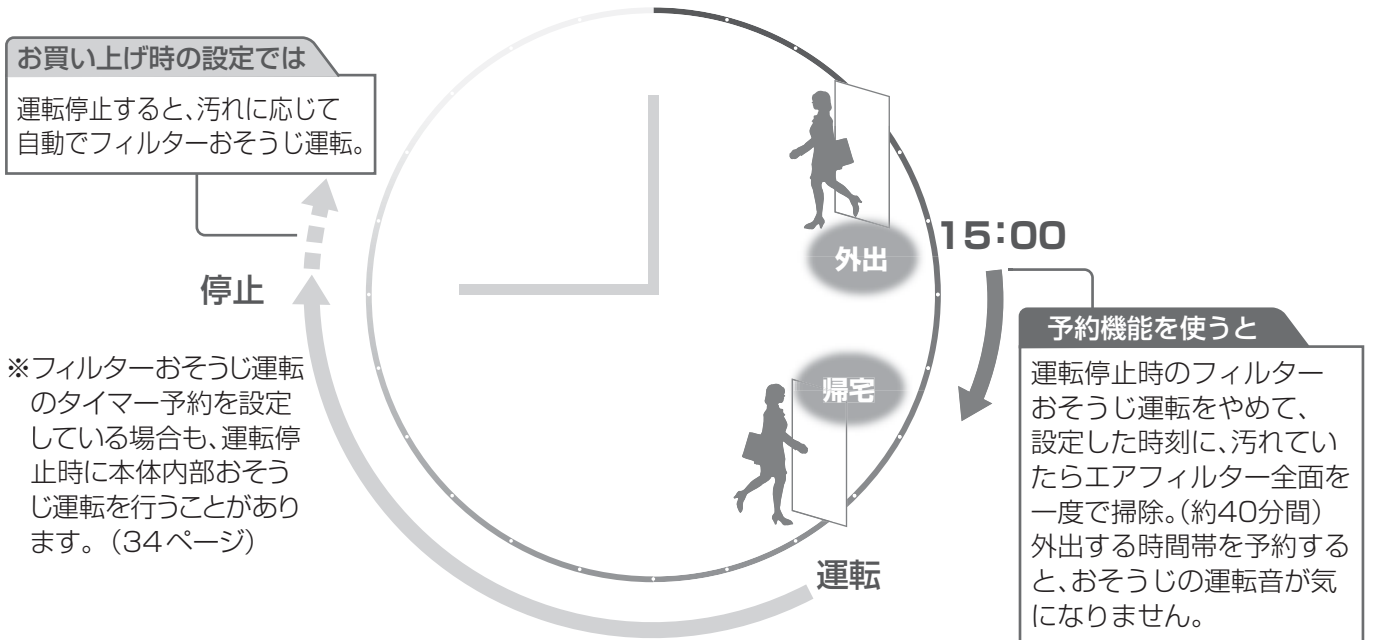 お買い上げ時の設定では
運転停止すると、汚れに応じて
自動でフィルターおそうじ運転。
停止
※フィルターおそうじ運転
のタイマー予約を設定
している場合も、運転停
止時に本体内部おそう
じ運転を行うことがあり
ます。（34ページ）
外出
15:00
帰宅
運転
予約機能を使うと
運転停止時のフィルター
おそうじ運転をやめて、
設定した時刻に、汚れてい
たらエアフィルター全面を
一度で掃除。（約40分間）
外出する時間帯を予約する
と、おそうじの運転音が気
になりません。